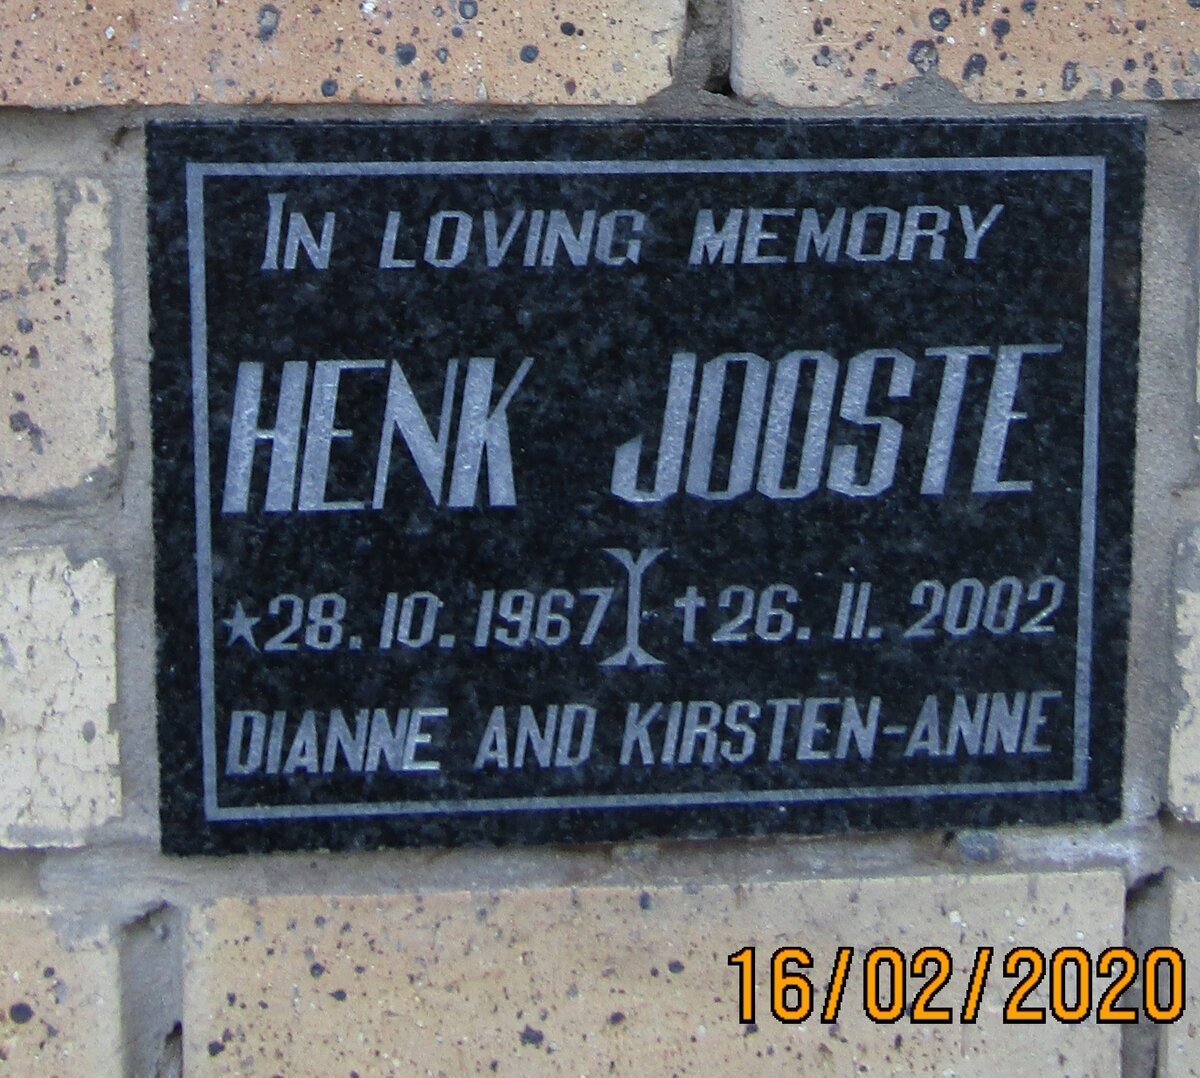 IN LOVING MEMORY
HENK JOOSTE
★28.10.1967 †26.11.2002
DIANNE AND KIRSTEN-ANNE
16/02/2020